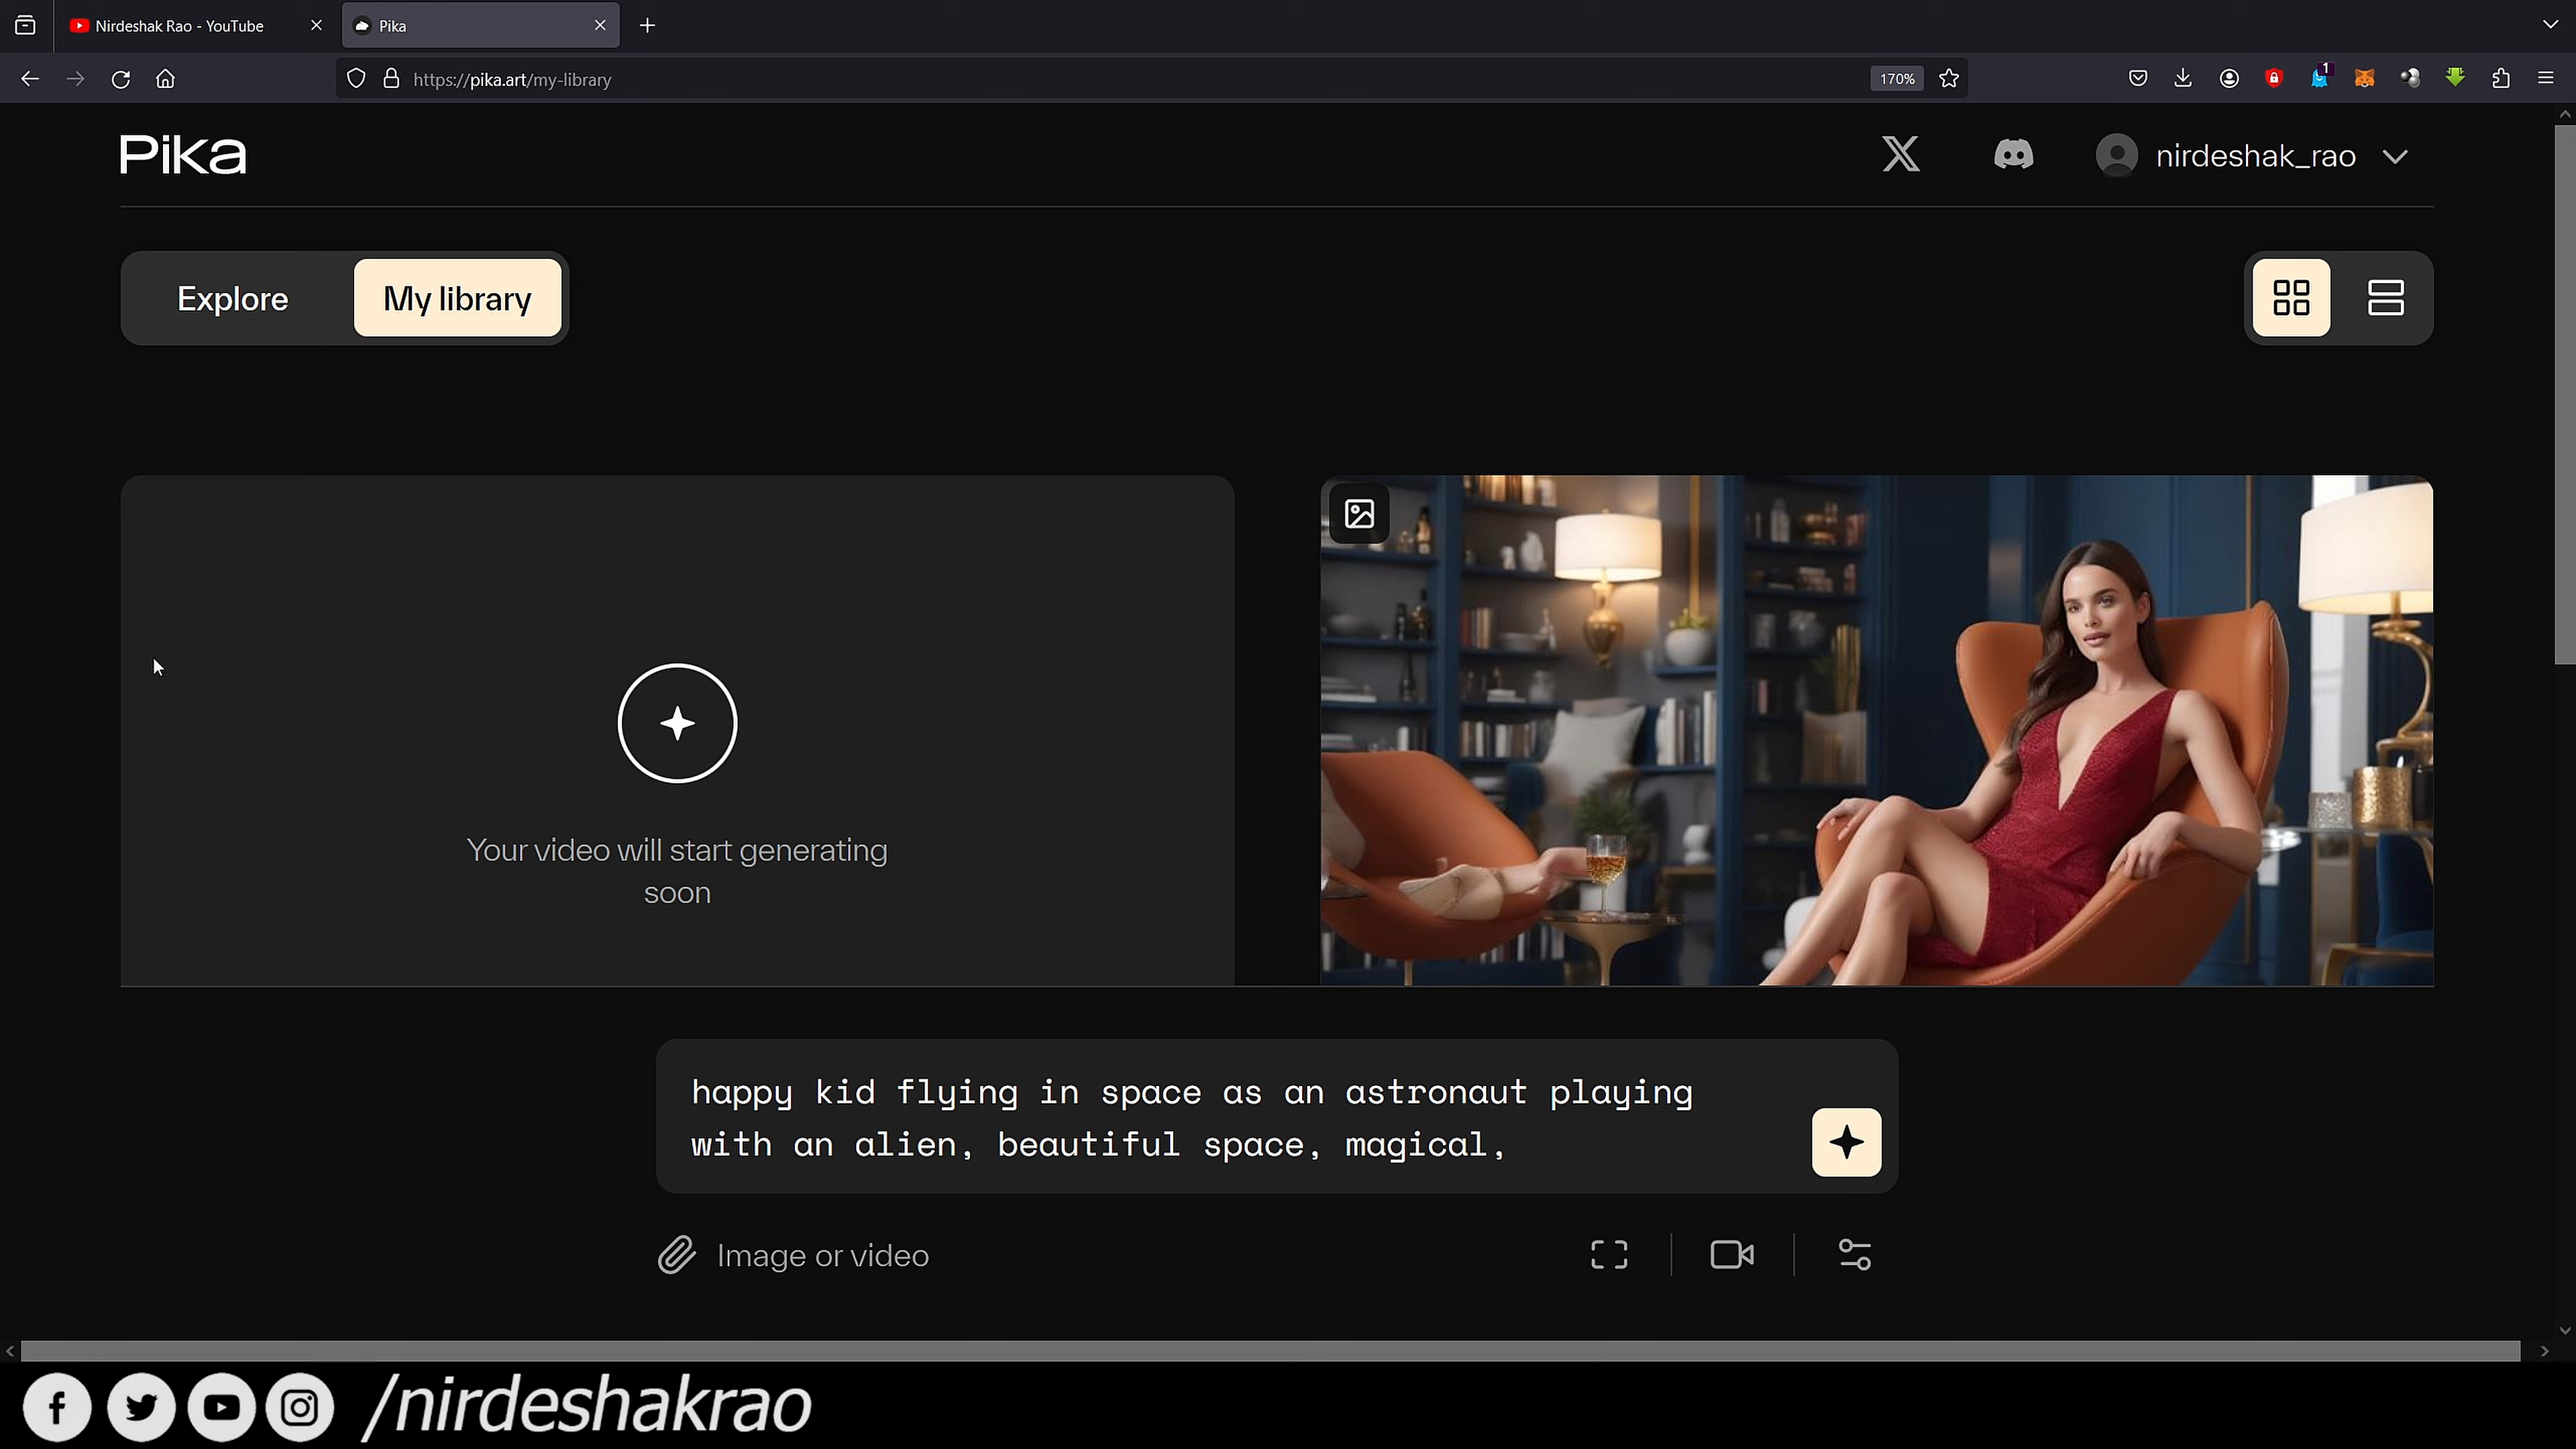 Nirdeshak Rao - YouTube
Pika
https://pika.art/my-library
170%
1
Pika
nirdeshak_rao
Explore
My library
Your video will start generating
soon
happy kid flying in space as an astronaut playing
with an alien, beautiful space, magical,
Image or video
/nirdeshakrao